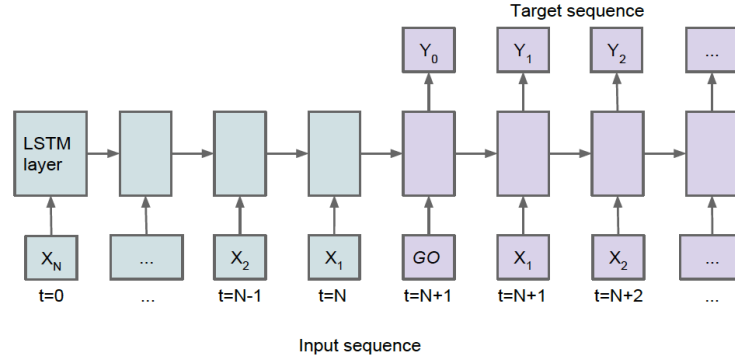 Target sequence
Y0 Y1 Y2 ...
LSTM
layer
XN ... X2 X1 GO X1 X2 ...
t=0 ... t=N-1 t=N t=N+1 t=N+1 t=N+2 ...
Input sequence